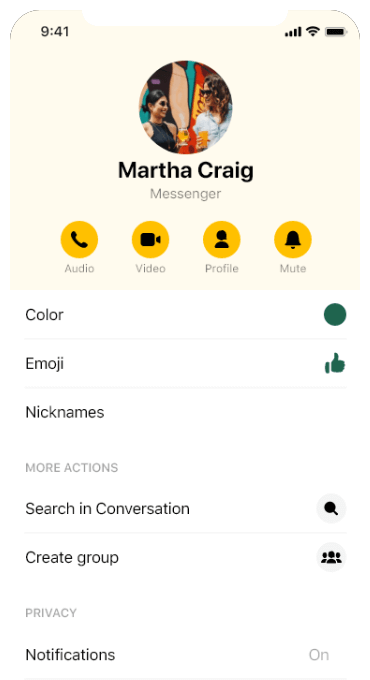 9:41
Martha Craig
Messenger
Audio Video Profile Mute
Color
Emoji
Nicknames
MORE ACTIONS
Search in Conversation
Create group
PRIVACY
Notifications On